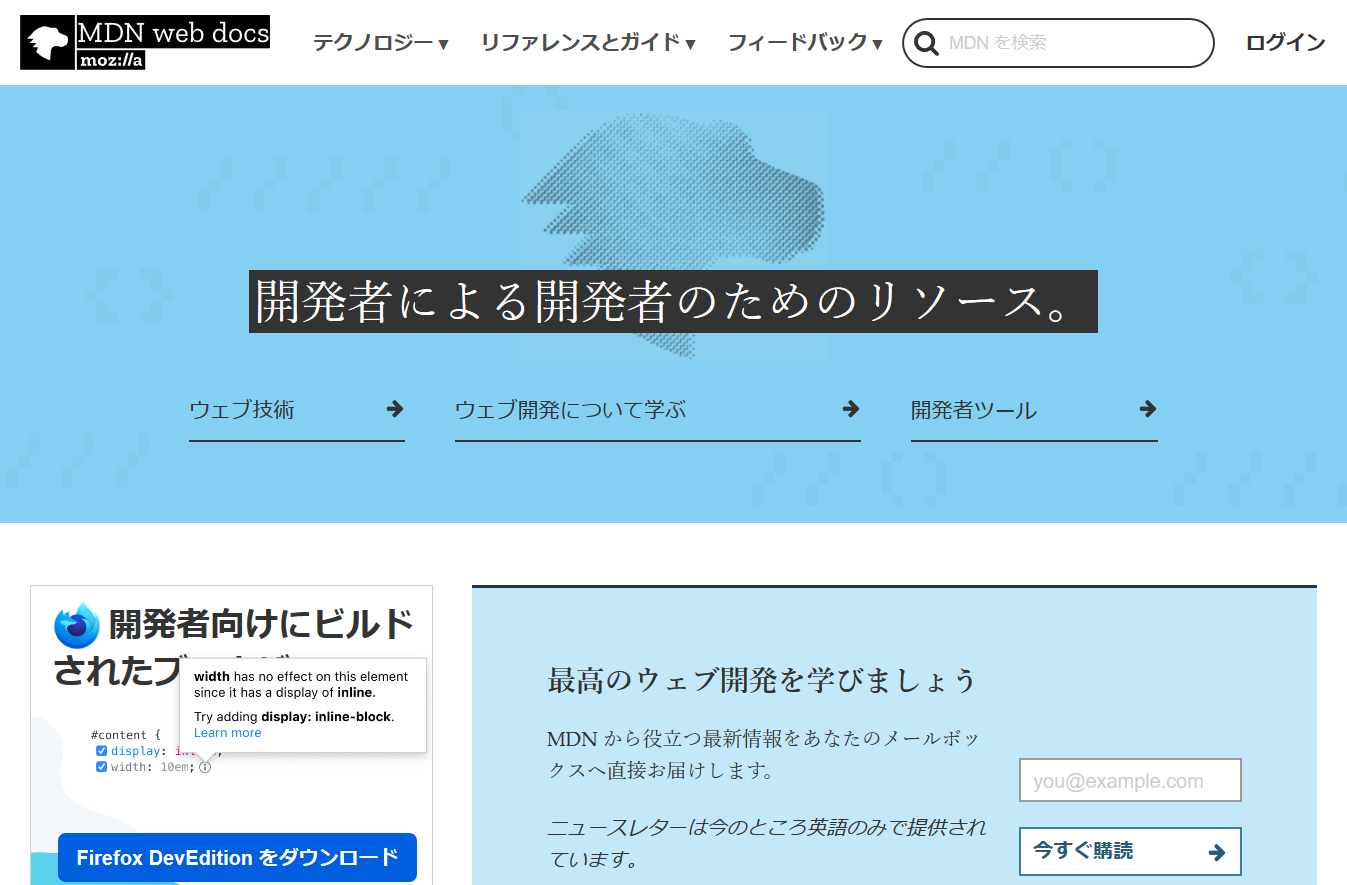 MDN web docs
moz://a
テクノロジー▼
リファレンスとガイド▼
フィードバック▼
MDN を検索
ログイン
開発者による開発者のためのリソース。
ウェブ技術
ウェブ開発について学ぶ
開発者ツール
開発者向けにビルド
された
width has no effect on this element
since it has a display of inline.
Try adding display: inline-block.
Learn more
#content {
display:
width: 10em;
Firefox DevEdition をダウンロード
最高のウェブ開発を学びましょう
MDN から役立つ最新情報をあなたのメールボッ
クスへ直接お届けします。
ニュースレターは今のところ英語のみで提供され
ています。
you@example.com
今すぐ購読